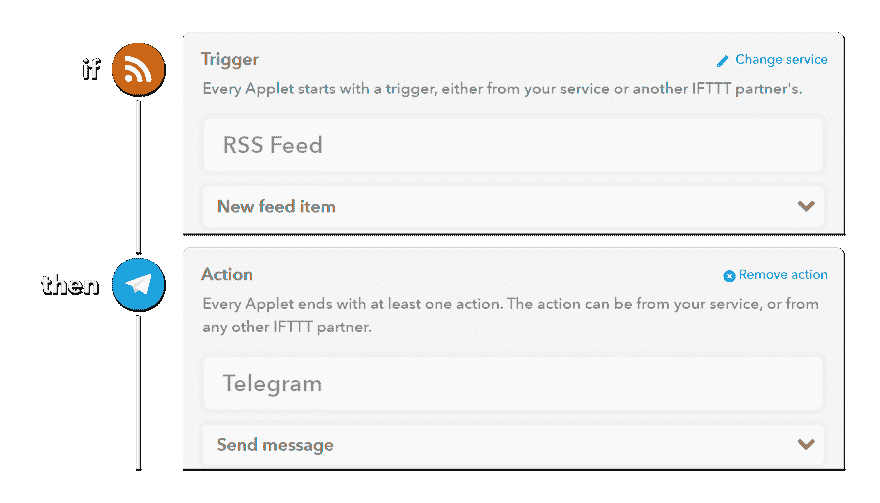 if
Trigger
Change service
Every Applet starts with a trigger, either from your service or another IFTTT partner's.
RSS Feed
New feed item
then
Action
Remove action
Every Applet ends with at least one action. The action can be from your service, or from
any other IFTTT partner.
Telegram
Send message